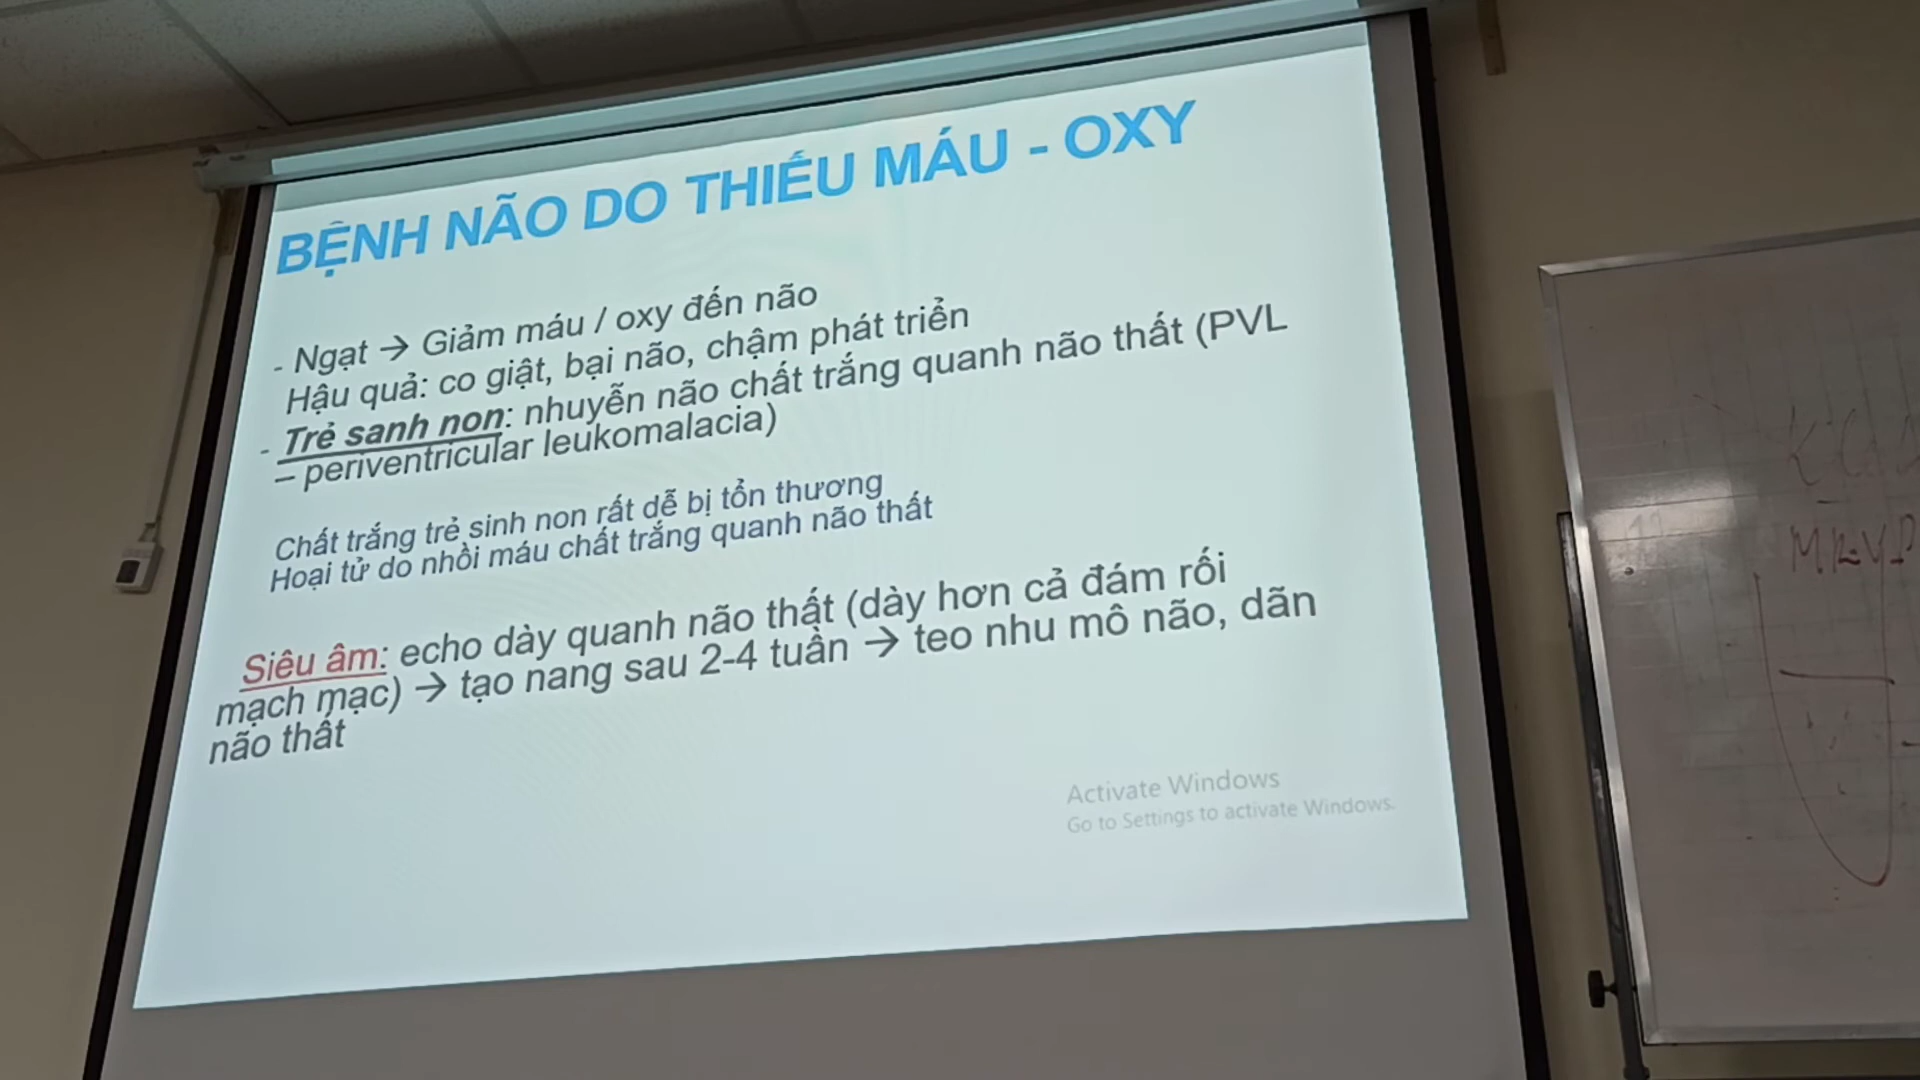 BỆNH NÃO DO THIẾU MÁU - OXY
- Ngạt → Giảm máu / oxy đến não
Hậu quả: co giật, bại não, chậm phát triển
- Trẻ sanh non: nhuyễn não chất trắng quanh não thất (PVL
– periventricular leukomalacia)
Chất trắng trẻ sinh non rất dễ bị tổn thương
Hoại tử do nhồi máu chất trắng quanh não thất
Siêu âm: echo dày quanh não thất (dày hơn cả đám rối
mạch mạc) → tạo nang sau 2-4 tuần → teo nhu mô não, dãn
não thất
Activate Windows
Go to Settings to activate Windows.